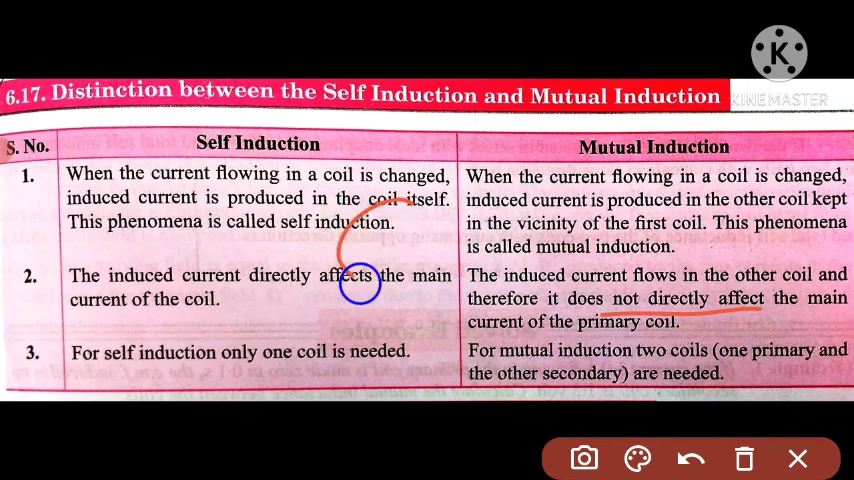 K
KINEMASTER
6.17. Distinction between the Self Induction and Mutual Induction
S. No.
Self Induction
Mutual Induction
1.
When the current flowing in a coil is changed,
induced current is produced in the coil itself.
This phenomena is called self induction.
When the current flowing in a coil is changed,
induced current is produced in the other coil kept
in the vicinity of the first coil. This phenomena
is called mutual induction.
2.
The induced current directly affects the main
current of the coil.
The induced current flows in the other coil and
therefore it does not directly affect the main
current of the primary coil.
3.
For self induction only one coil is needed.
For mutual induction two coils (one primary and
the other secondary) are needed.